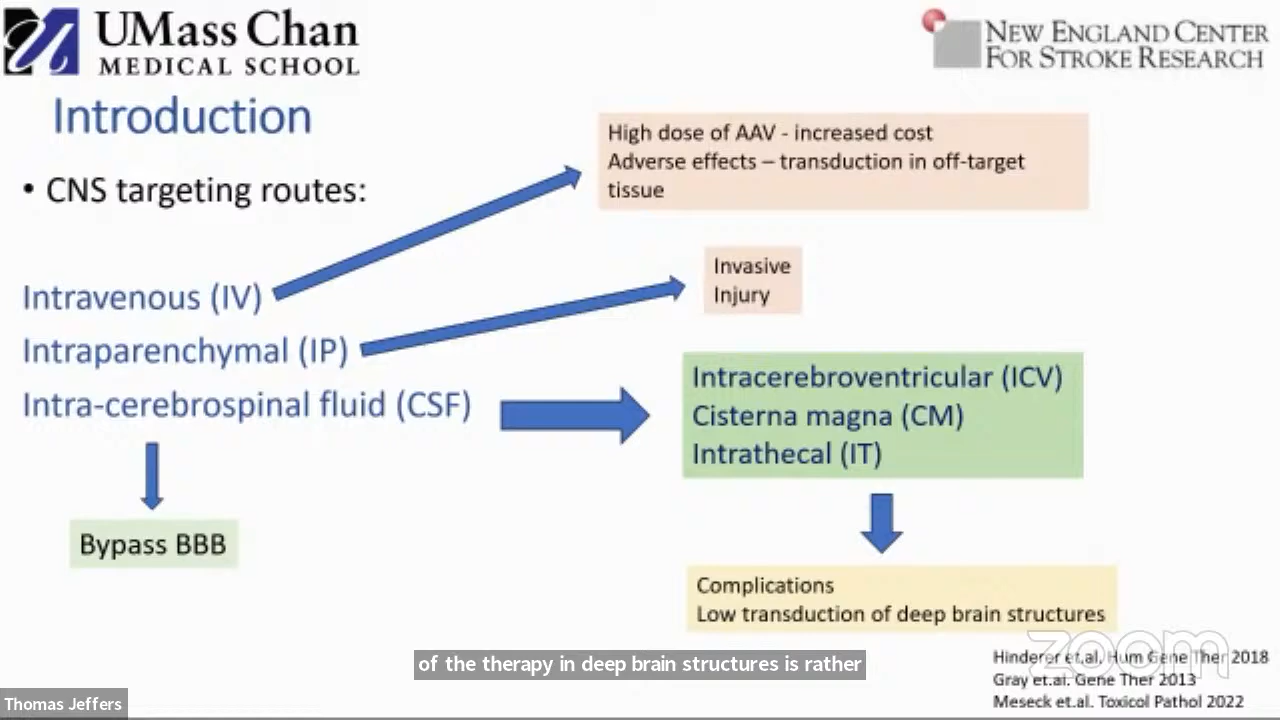 UMass Chan
MEDICAL SCHOOL
NEW ENGLAND CENTER
FOR STROKE RESEARCH
Introduction
• CNS targeting routes:
High dose of AAV - increased cost
Adverse effects – transduction in off-target
tissue
Intravenous (IV)
Invasive
Injury
Intraparenchymal (IP)
Intra-cerebrospinal fluid (CSF)
Intracerebroventricular (ICV)
Cisterna magna (CM)
Intrathecal (IT)
Bypass BBB
Complications
Low transduction of deep brain structures
zoom
of the therapy in deep brain structures is rather
Hinderer et.al. Hum Gene Ther 2018
Gray et.al. Gene Ther 2013
Meseck et.al. Toxicol Pathol 2022
Thomas Jeffers